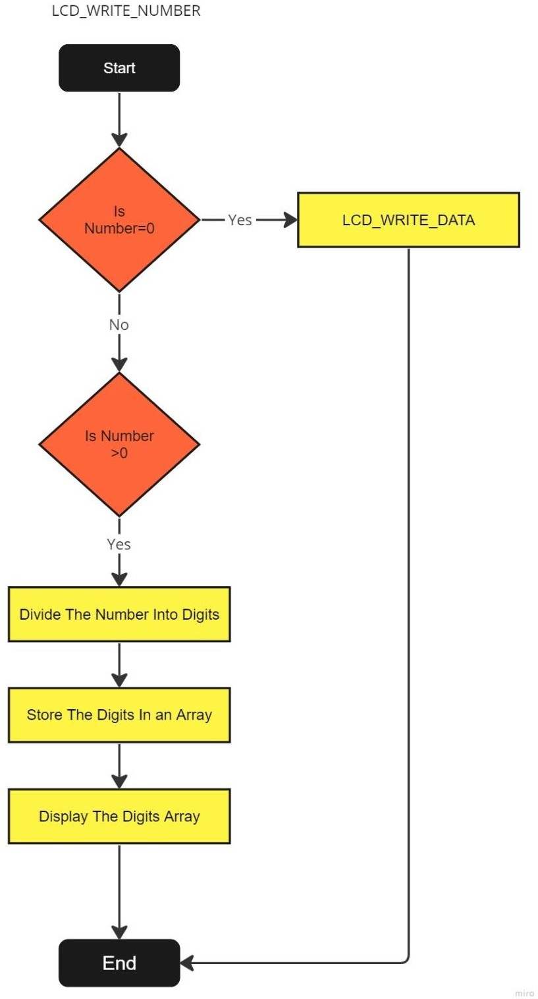 LCD_WRITE_NUMBER
Start
Is
Number=0
Yes
LCD_WRITE_DATA
No
Is Number
>0
Yes
Divide The Number Into Digits
Store The Digits In an Array
Display The Digits Array
End
miro